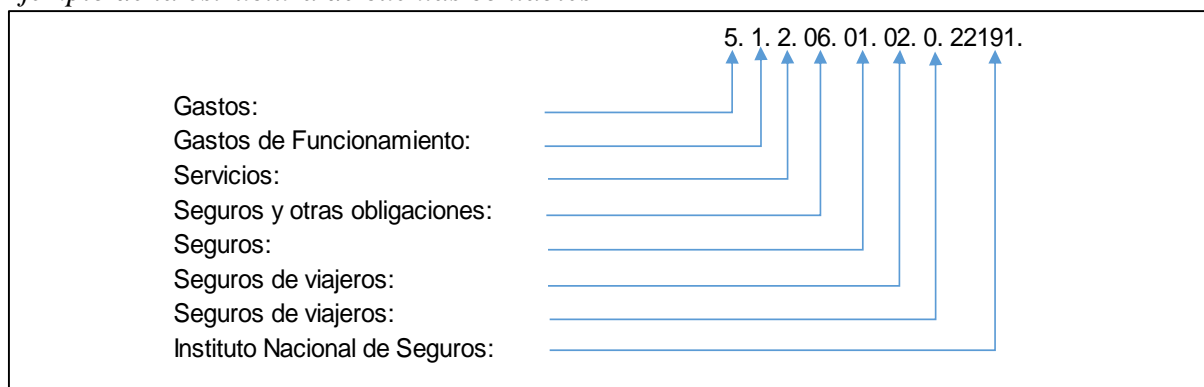 5. 1. 2. 06. 01. 02. 0. 22191.
Gastos:
Gastos de Funcionamiento:
Servicios:
Seguros y otras obligaciones:
Seguros:
Seguros de viajeros:
Seguros de viajeros:
Instituto Nacional de Seguros: